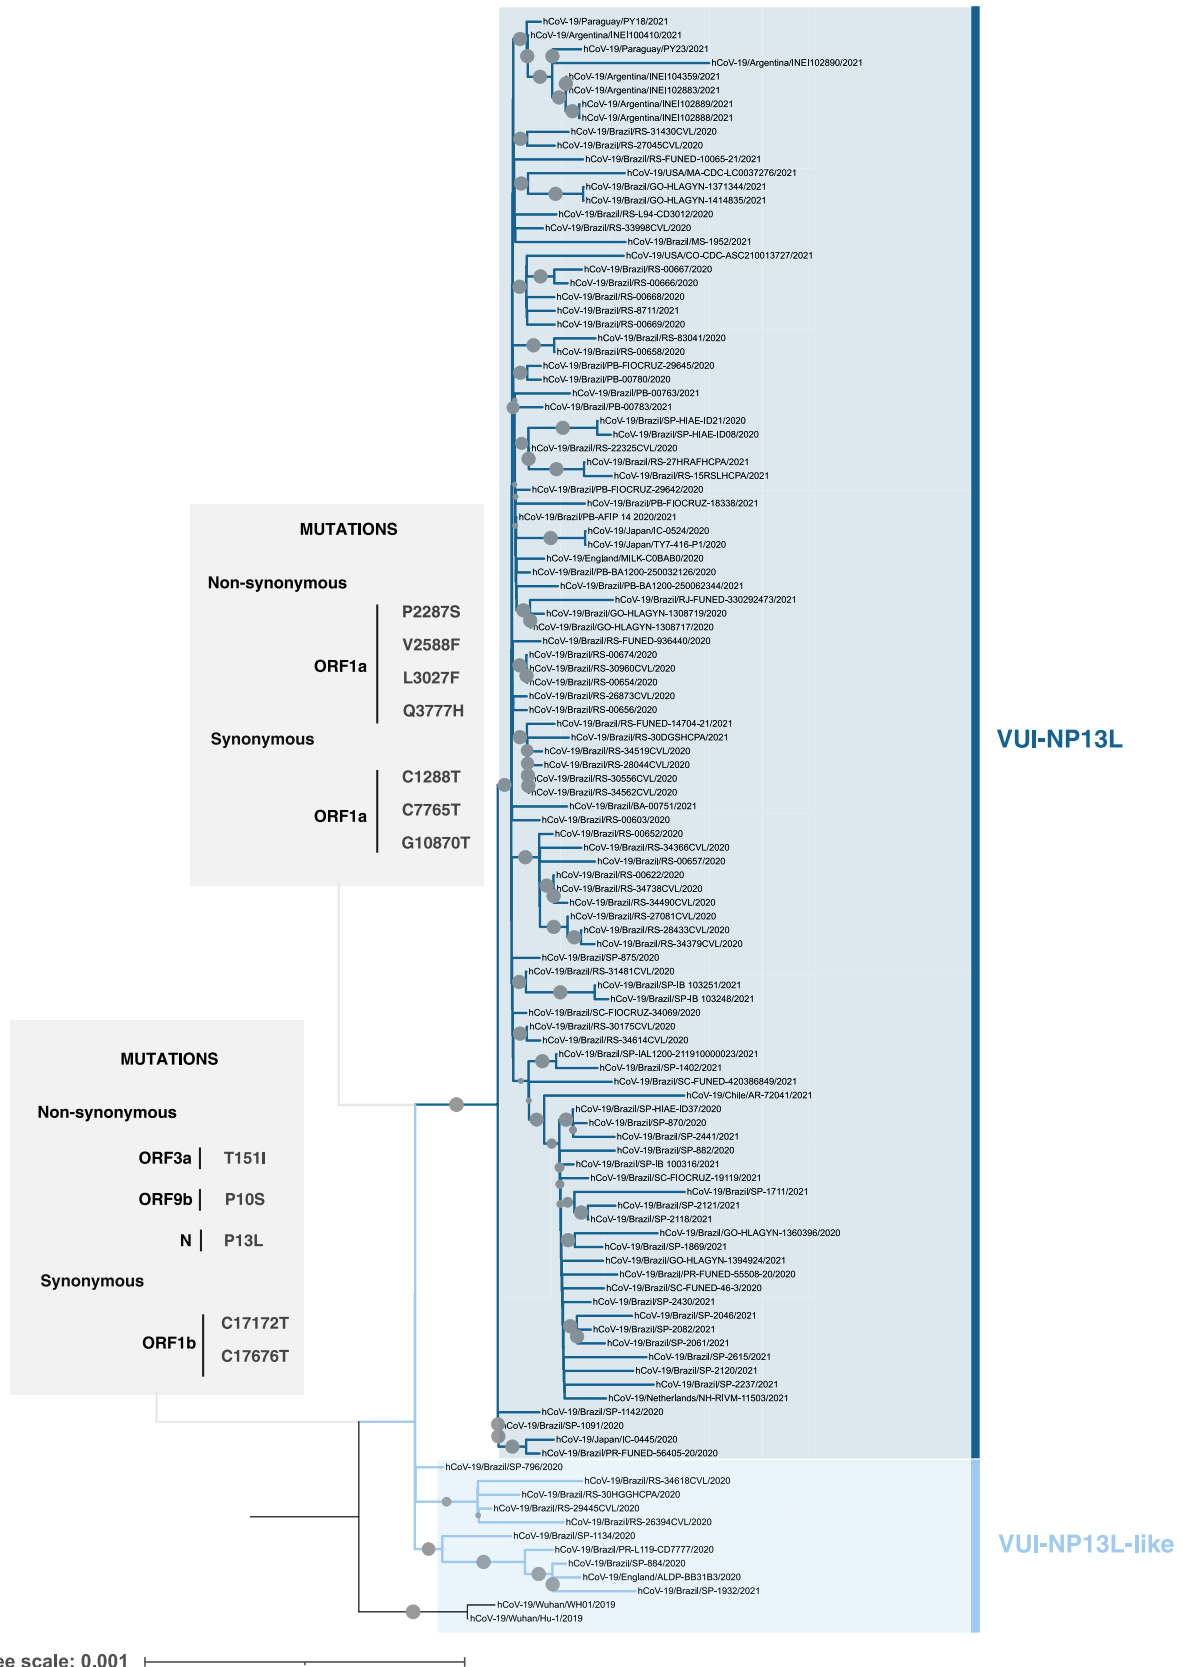 hCoV-19/Paraguay/PY18/2021
hCoV-19/Argentina/INEI100410/2021
hCoV-19/Paraguay/PY23/2021
hCoV-19/Argentina/INEI102890/2021
hCoV-19/Argentina/INEI104359/2021
hCoV-19/Argentina/INEI102883/2021
hCoV-19/Argentina/INEI102889/2021
hCoV-19/Argentina/INEI102888/2021
hCoV-19/Brazil/RS-31430CVL/2020
hCoV-19/Brazil/RS-27045CVL/2020
hCoV-19/Brazil/RS-FUNED-10065-21/2021
hCoV-19/USA/MA-CDC-LC0037276/2021
hCoV-19/Brazil/GO-HLAGYN-1371344/2021
hCoV-19/Brazil/GO-HLAGYN-1414835/2021
hCoV-19/Brazil/RS-L94-CD3012/2020
hCoV-19/Brazil/RS-33998CVL/2020
hCoV-19/Brazil/MS-1952/2021
hCoV-19/USA/CO-CDC-ASC210013727/2021
hCoV-19/Brazil/RS-00667/2020
hCoV-19/Brazil/RS-00666/2020
hCoV-19/Brazil/RS-00668/2020
hCoV-19/Brazil/RS-8711/2021
hCoV-19/Brazil/RS-00669/2020
hCoV-19/Brazil/RS-83041/2020
hCoV-19/Brazil/RS-00658/2020
hCoV-19/Brazil/PB-FIOCRUZ-29645/2020
hCoV-19/Brazil/PB-00780/2020
hCoV-19/Brazil/PB-00763/2021
hCoV-19/Brazil/PB-00783/2021
hCoV-19/Brazil/SP-HIAE-ID21/2020
hCoV-19/Brazil/SP-HIAE-ID08/2020
hCoV-19/Brazil/RS-22325CVL/2020
hCoV-19/Brazil/RS-27HRAFHCPA/2021
hCoV-19/Brazil/RS-15RSLHCPA/2021
hCoV-19/Brazil/PB-FIOCRUZ-29642/2020
hCoV-19/Brazil/PB-FIOCRUZ-18338/2021
hCoV-19/Brazil/PB-AFIP 14 2020/2021
hCoV-19/Japan/IC-0524/2020
hCoV-19/Japan/TY7-416-P1/2020
hCoV-19/England/MILK-C0BAB0/2020
hCoV-19/Brazil/PB-BA1200-250032126/2020
hCoV-19/Brazil/PB-BA1200-250062344/2021
hCoV-19/Brazil/RJ-FUNED-330292473/2021
hCoV-19/Brazil/GO-HLAGYN-1308719/2020
hCoV-19/Brazil/GO-HLAGYN-1308717/2020
hCoV-19/Brazil/RS-FUNED-936440/2020
hCoV-19/Brazil/RS-00674/2020
hCoV-19/Brazil/RS-30960CVL/2020
hCoV-19/Brazil/RS-00654/2020
hCoV-19/Brazil/RS-26873CVL/2020
hCoV-19/Brazil/RS-00656/2020
hCoV-19/Brazil/RS-FUNED-14704-21/2021
hCoV-19/Brazil/RS-30DGSHCPA/2021
hCoV-19/Brazil/RS-34519CVL/2020
hCoV-19/Brazil/RS-28044CVL/2020
hCoV-19/Brazil/RS-30556CVL/2020
hCoV-19/Brazil/RS-34562CVL/2020
hCoV-19/Brazil/BA-00751/2021
hCoV-19/Brazil/RS-00603/2020
hCoV-19/Brazil/RS-00652/2020
hCoV-19/Brazil/RS-34366CVL/2020
hCoV-19/Brazil/RS-00657/2020
hCoV-19/Brazil/RS-00622/2020
hCoV-19/Brazil/RS-34738CVL/2020
hCoV-19/Brazil/RS-34490CVL/2020
hCoV-19/Brazil/RS-27081CVL/2020
hCoV-19/Brazil/RS-28433CVL/2020
hCoV-19/Brazil/RS-34379CVL/2020
hCoV-19/Brazil/SP-875/2020
hCoV-19/Brazil/RS-31481CVL/2020
hCoV-19/Brazil/SP-IB 103251/2021
hCoV-19/Brazil/SP-IB 103248/2021
hCoV-19/Brazil/SC-FIOCRUZ-34069/2020
hCoV-19/Brazil/RS-30175CVL/2020
hCoV-19/Brazil/RS-34614CVL/2020
hCoV-19/Brazil/SP-IAL1200-211910000023/2021
hCoV-19/Brazil/SP-1402/2021
hCoV-19/Brazil/SC-FUNED-420386849/2021
hCoV-19/Chile/AR-72041/2021
hCoV-19/Brazil/SP-HIAE-ID37/2020
hCoV-19/Brazil/SP-870/2020
hCoV-19/Brazil/SP-2441/2021
hCoV-19/Brazil/SP-882/2020
hCoV-19/Brazil/SP-IB 100316/2021
hCoV-19/Brazil/SC-FIOCRUZ-19119/2021
hCoV-19/Brazil/SP-1711/2021
hCoV-19/Brazil/SP-2121/2021
hCoV-19/Brazil/SP-2118/2021
hCoV-19/Brazil/GO-HLAGYN-1360396/2020
hCoV-19/Brazil/SP-1869/2021
hCoV-19/Brazil/GO-HLAGYN-1394924/2021
hCoV-19/Brazil/PR-FUNED-55508-20/2020
hCoV-19/Brazil/SC-FUNED-46-3/2020
hCoV-19/Brazil/SP-2430/2021
hCoV-19/Brazil/SP-2046/2021
hCoV-19/Brazil/SP-2082/2021
hCoV-19/Brazil/SP-2061/2021
hCoV-19/Brazil/SP-2615/2021
hCoV-19/Brazil/SP-2120/2021
hCoV-19/Brazil/SP-2237/2021
hCoV-19/Netherlands/NH-RIVM-11503/2021
hCoV-19/Brazil/SP-1142/2020
hCoV-19/Brazil/SP-1091/2020
hCoV-19/Japan/IC-0445/2020
hCoV-19/Brazil/PR-FUNED-56405-20/2020
hCoV-19/Brazil/SP-796/2020
hCoV-19/Brazil/RS-34618CVL/2020
hCoV-19/Brazil/RS-30HGGHCPA/2020
hCoV-19/Brazil/RS-29445CVL/2020
hCoV-19/Brazil/RS-26394CVL/2020
hCoV-19/Brazil/SP-1134/2020
hCoV-19/Brazil/PR-L119-CD7777/2020
hCoV-19/Brazil/SP-884/2020
hCoV-19/England/ALDP-BB31B3/2020
hCoV-19/Brazil/SP-1932/2021
hCoV-19/Wuhan/WH01/2019
hCoV-19/Wuhan/Hu-1/2019
MUTATIONS
Non-synonymous
ORF1a
P2287S
V2588F
L3027F
Q3777H
Synonymous
ORF1a
C1288T
C7765T
G10870T
MUTATIONS
Non-synonymous
ORF3a T151I
ORF9b P10S
N P13L
Synonymous
ORF1b
C17172T
C17676T
VUI-NP13L
VUI-NP13L-like
ee scale: 0.001